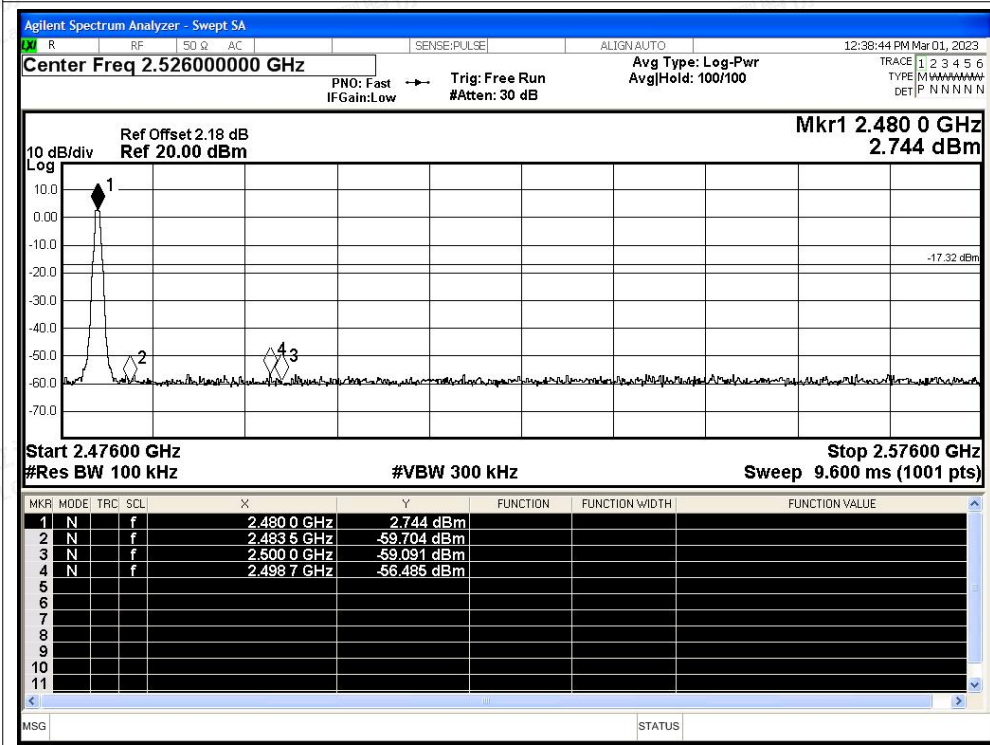 Agilent Spectrum Analyzer - Swept SA
LXI R RF 50 Ω AC SENSE:PULSE ALIGN AUTO 12:38:44 PM Mar 01, 2023
Center Freq 2.526000000 GHz
PNO: Fast
IFGain:Low
Trig: Free Run
#Atten: 30 dB
Avg Type: Log-Pwr
Avg|Hold: 100/100
TRACE 1 2 3 4 5 6
TYPE M
DET P N N N N N
Ref Offset 2.18 dB
Ref 20.00 dBm
10 dB/div
Log
Mkr1 2.480 0 GHz
2.744 dBm
10.0
0.00
-10.0
-20.0
-30.0
-40.0
-50.0
-60.0
-70.0
1
2
4
3
-17.32 dBm
Start 2.47600 GHz Stop 2.57600 GHz
#Res BW 100 kHz #VBW 300 kHz Sweep 9.600 ms (1001 pts)
MKR MODE TRC SCL X Y FUNCTION FUNCTION WIDTH FUNCTION VALUE
1 N f 2.480 0 GHz 2.744 dBm
2 N f 2.483 5 GHz -59.704 dBm
3 N f 2.500 0 GHz -59.091 dBm
4 N f 2.498 7 GHz -56.485 dBm
5
6
7
8
9
10
11
MSG STATUS